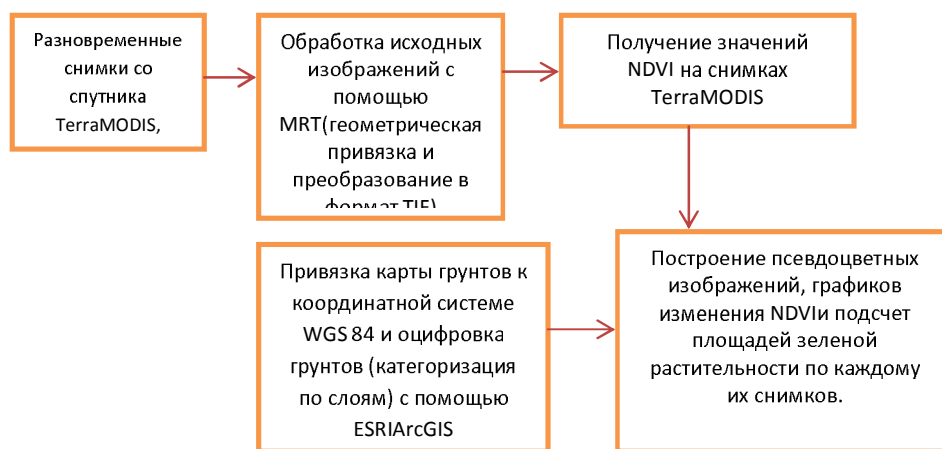 Разновременные
снимки со
спутника
TerraMODIS,
Обработка исходных
изображений с
помощью
MRT(геометрическая
привязка и
преобразование в
формат TIF)
Получение значений
NDVI на снимках
TerraMODIS
Привязка карты грунтов к
координатной системе
WGS 84 и оцифровка
грунтов (категоризация
по слоям) с помощью
ESRIArcGIS
Построение псевдоцветных
изображений, графиков
изменения NDVIи подсчет
площадей зеленой
растительности по каждому
их снимков.